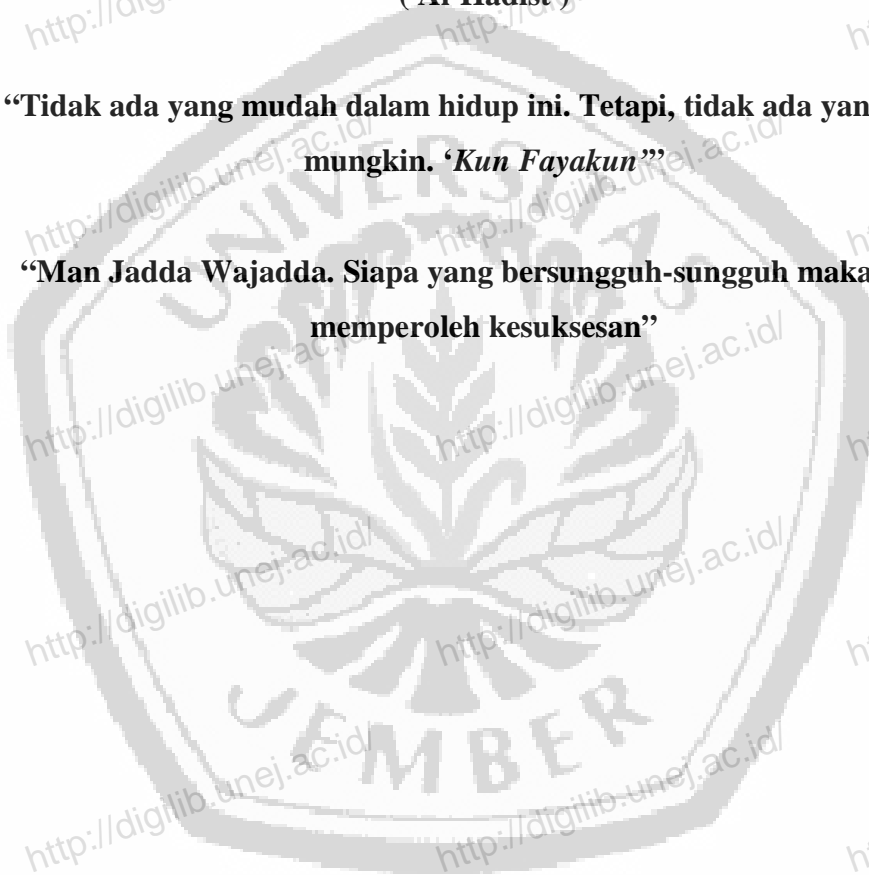 ( Al-Hadist )
“Tidak ada yang mudah dalam hidup ini. Tetapi, tidak ada yan
mungkin. ‘Kun Fayakun’”
“Man Jadda Wajadda. Siapa yang bersungguh-sungguh maka
memperoleh kesuksesan”
UNIVERSITAS
JEMBER
http://digilib.unej.ac.id/
http://digilib.unej.ac.id/
http://digilib.unej.ac.id/
http://digilib.unej.ac.id/
http://digilib.unej.ac.id/
http://digilib.unej.ac.id/
http://digilib.unej.ac.id/
http://digilib.unej.ac.id/